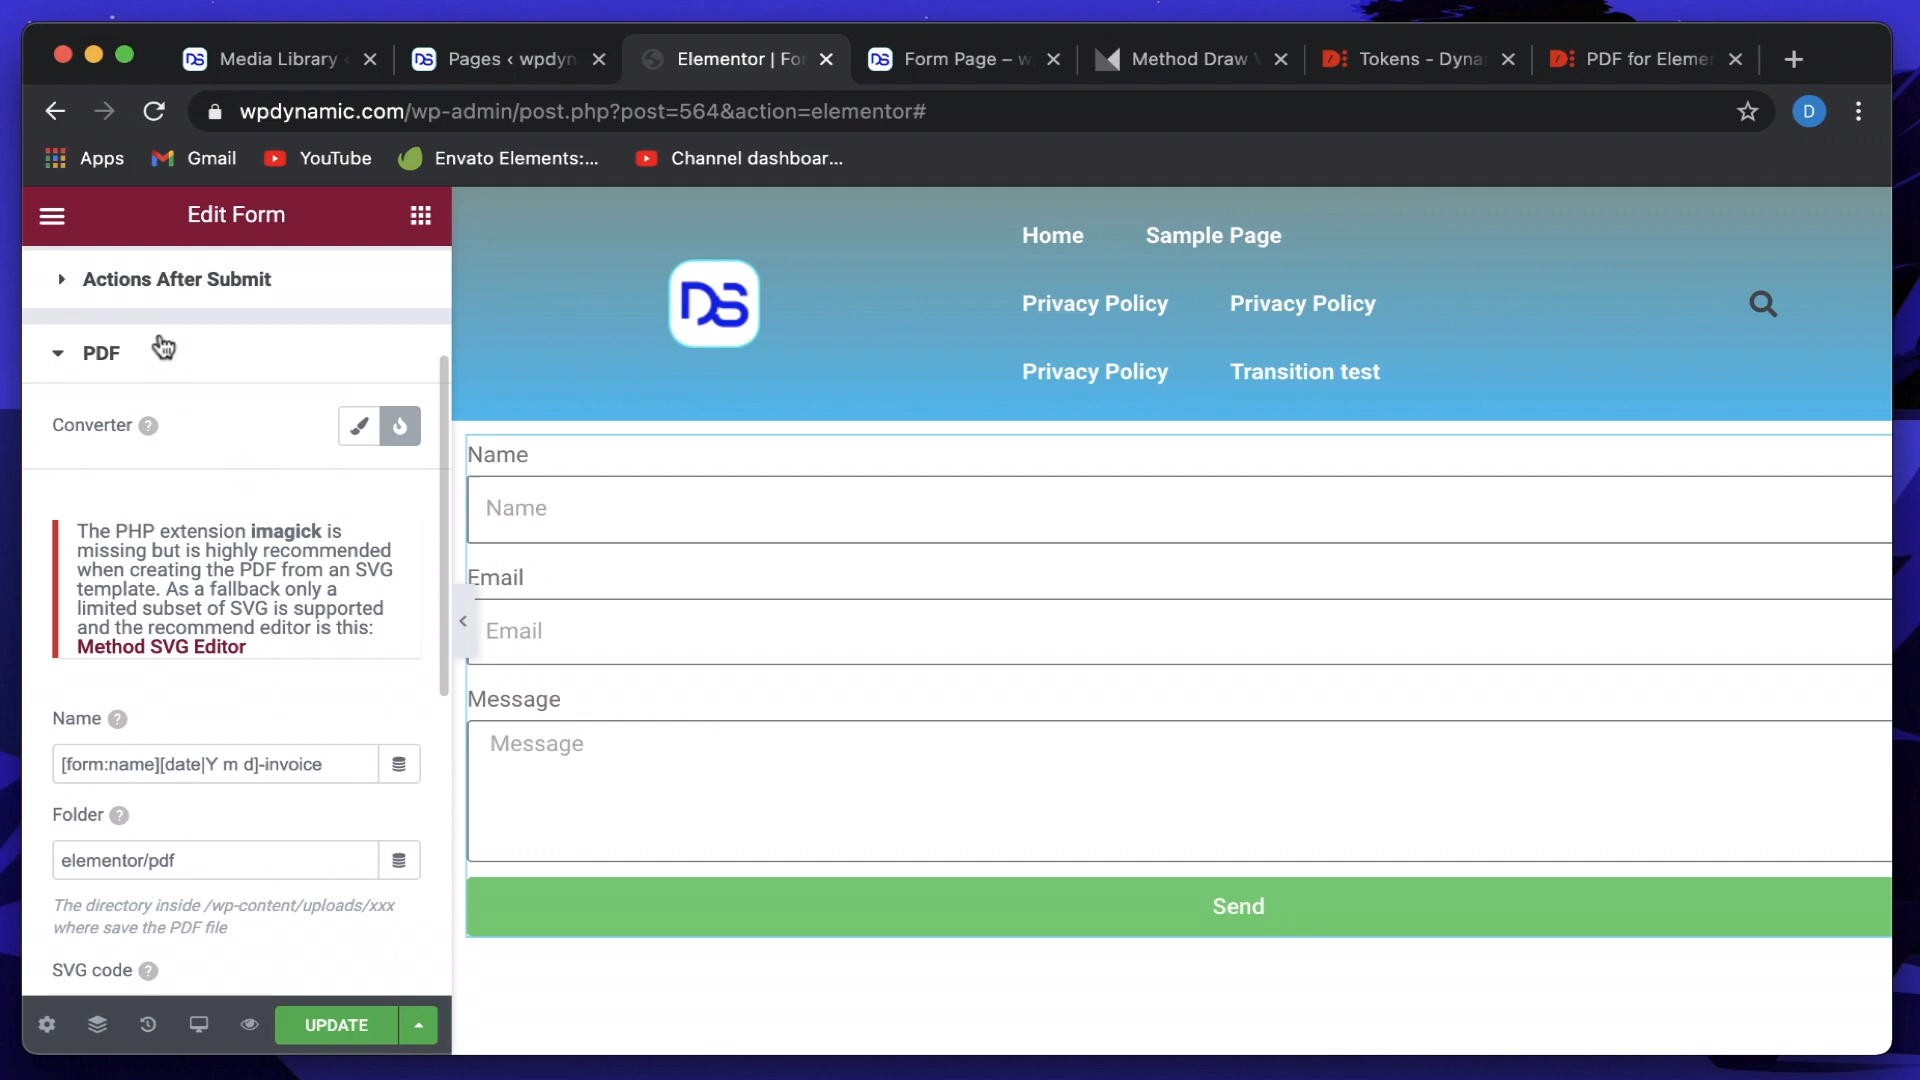 DS Media Library
DS Pages ‹ wpdyn
Elementor | Fo
DS Form Page – w
Method Draw
Tokens - Dyna
PDF for Eleme
wpdynamic.com/wp-admin/post.php?post=564&action=elementor#
D
Apps
Gmail
YouTube
Envato Elements:...
Channel dashboar...
Edit Form
Actions After Submit
PDF
Converter ?
The PHP extension imagick is
missing but is highly recommended
when creating the PDF from an SVG
template. As a fallback only a
limited subset of SVG is supported
and the recommend editor is this:
Method SVG Editor
Name ?
[form:name][date|Y m d]-invoice
Folder ?
elementor/pdf
The directory inside /wp-content/uploads/xxx
where save the PDF file
SVG code ?
UPDATE
DS
Home
Sample Page
Privacy Policy
Privacy Policy
Privacy Policy
Transition test
Name
Name
Email
Email
Message
Message
Send